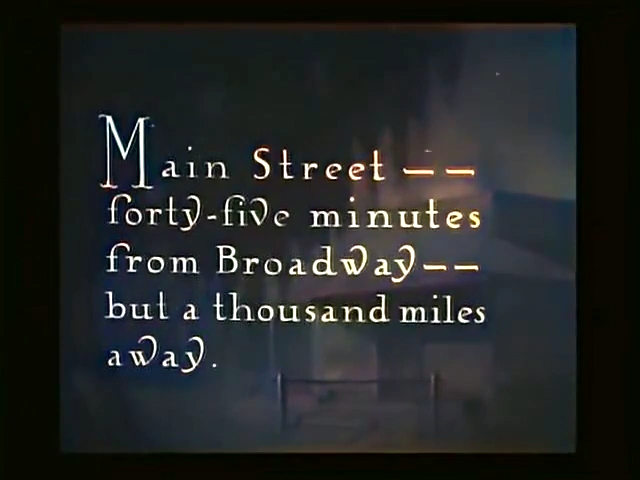 Main Street — —
forty-five minutes
from Broadway — —
but a thousand miles
away.